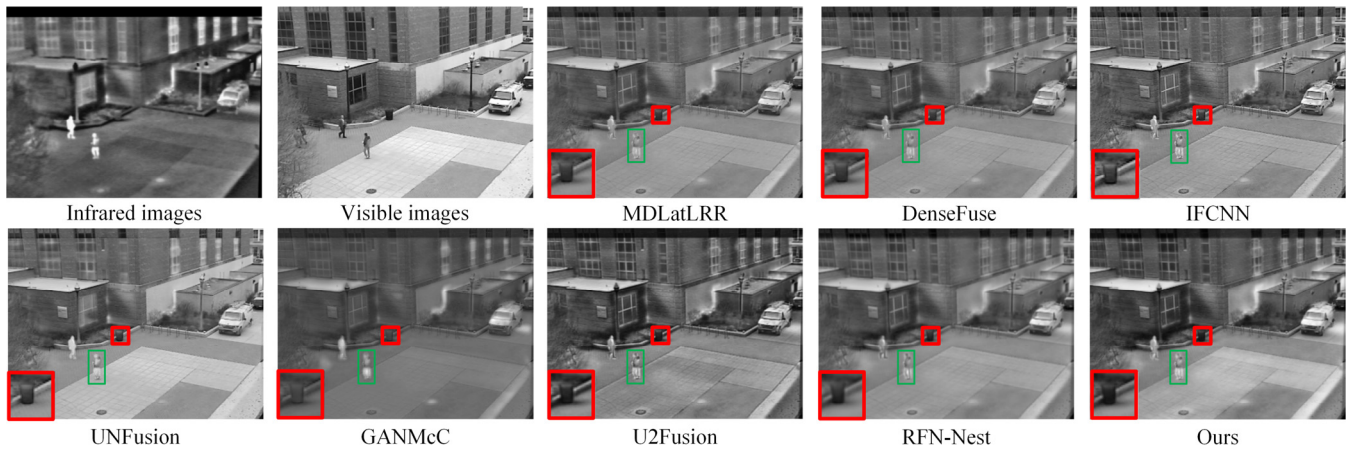 Infrared images
Visible images
MDLatLRR
DenseFuse
IFCNN
UNFusion
GANMcC
U2Fusion
RFN-Nest
Ours